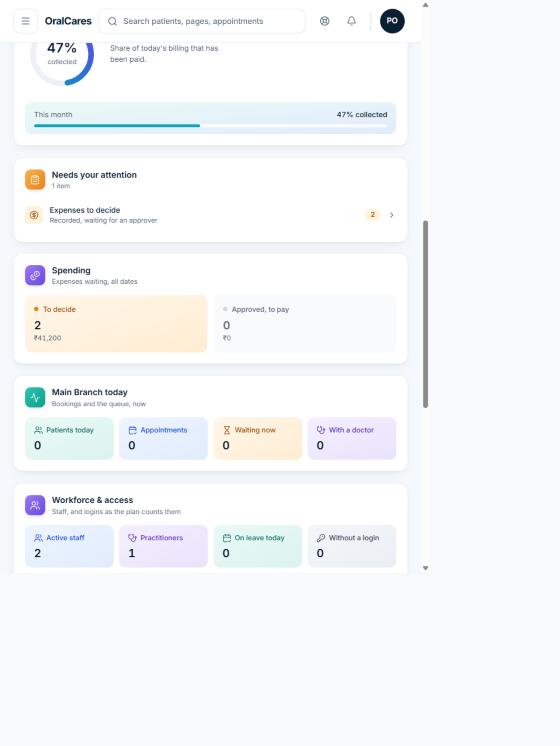 OralCares
Search patients, pages, appointments
PO
47%
collected
Share of today's billing that has
been paid.
This month
47% collected
Needs your attention
1 item
Expenses to decide
Recorded, waiting for an approver
2
Spending
Expenses waiting, all dates
To decide
2
₹41,200
Approved, to pay
0
₹0
Main Branch today
Bookings and the queue, now
Patients today
0
Appointments
0
Waiting now
0
With a doctor
0
Workforce & access
Staff, and logins as the plan counts them
Active staff
2
Practitioners
1
On leave today
0
Without a login
0